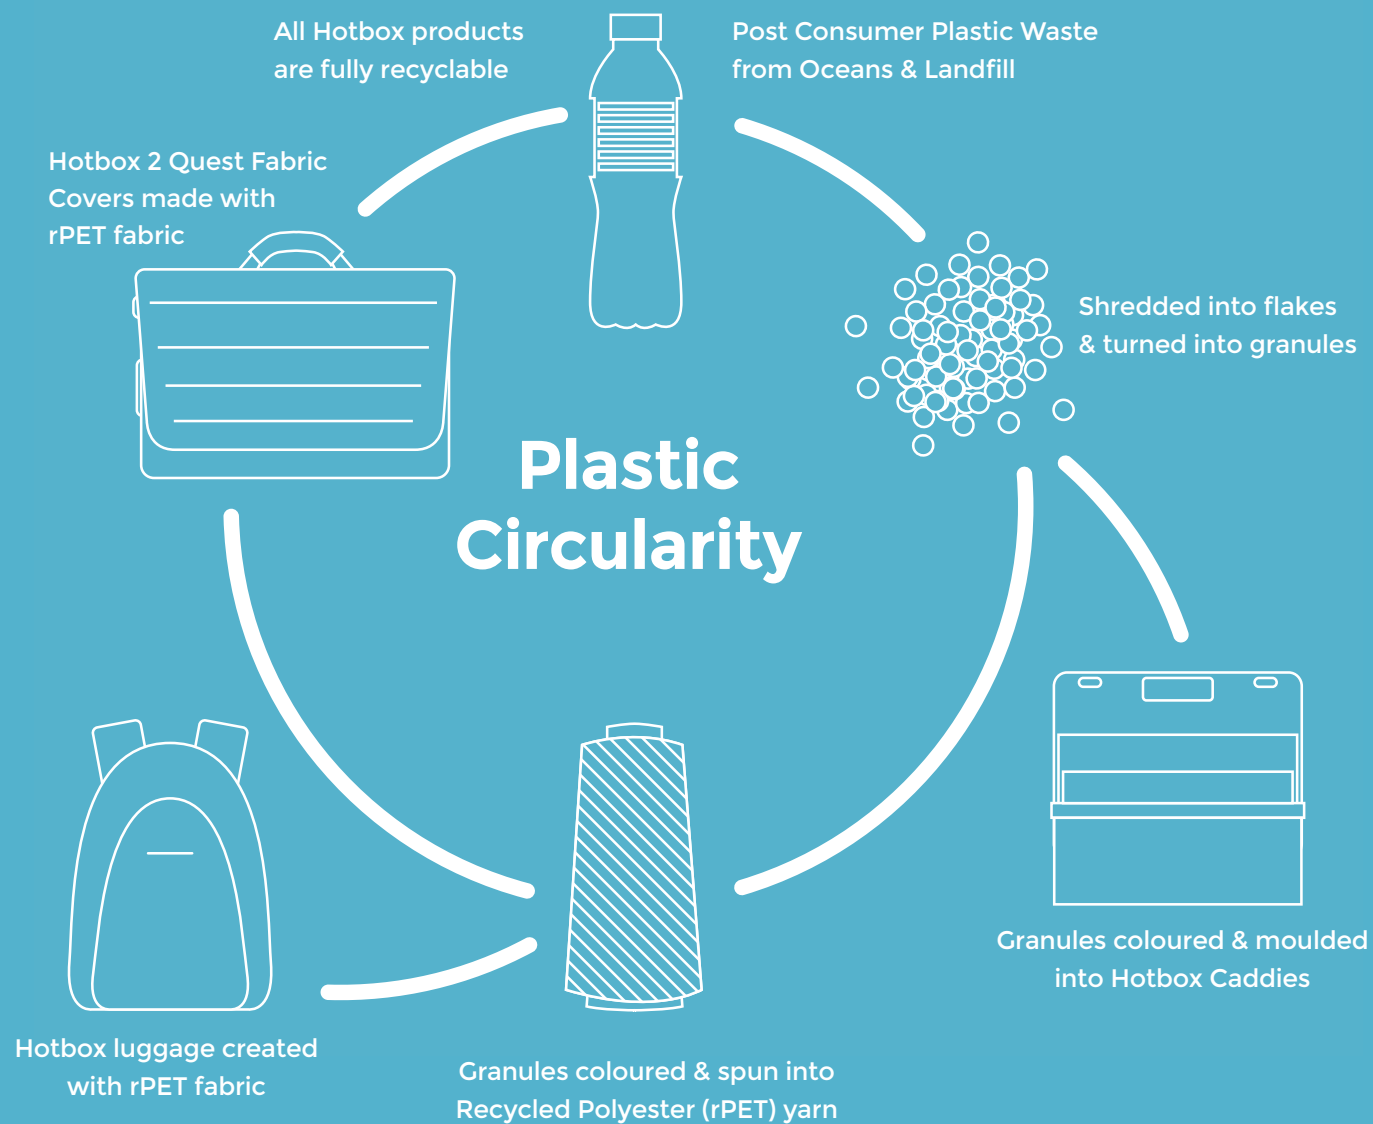 All Hotbox products
are fully recyclable
Post Consumer Plastic Waste
from Oceans & Landfill
Hotbox 2 Quest Fabric
Covers made with
rPET fabric
Shredded into flakes
& turned into granules
Plastic
Circularity
Granules coloured & moulded
into Hotbox Caddies
Hotbox luggage created
with rPET fabric
Granules coloured & spun into
Recycled Polyester (rPET) yarn